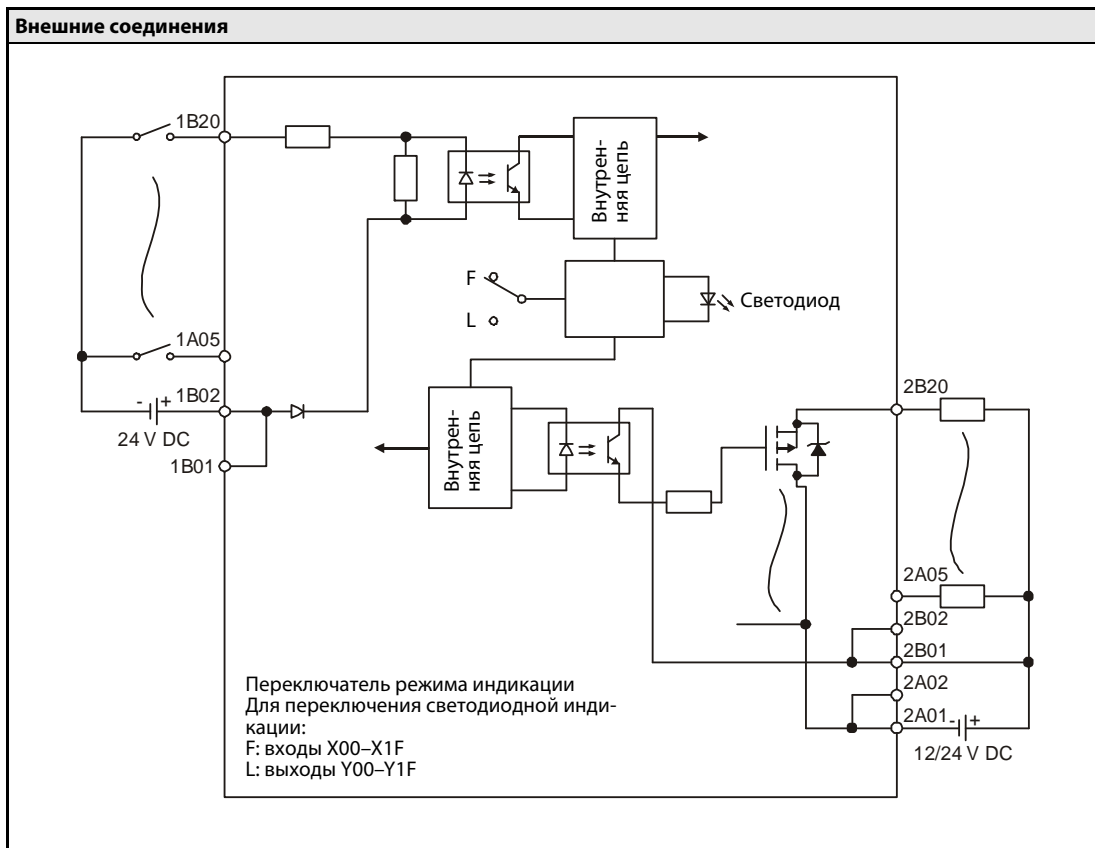 Внешние соединения
1B20
Внутрен-
няя цепь
F
L
Светодиод
1A05
1B02
- +
24 V DC
1B01
Внутрен-
няя цепь
2B20
2A05
2B02
2B01
2A02
2A01
- +
12/24 V DC
Переключатель режима индикации
Для переключения светодиодной инди-
кации:
F: входы X00–X1F
L: выходы Y00–Y1F